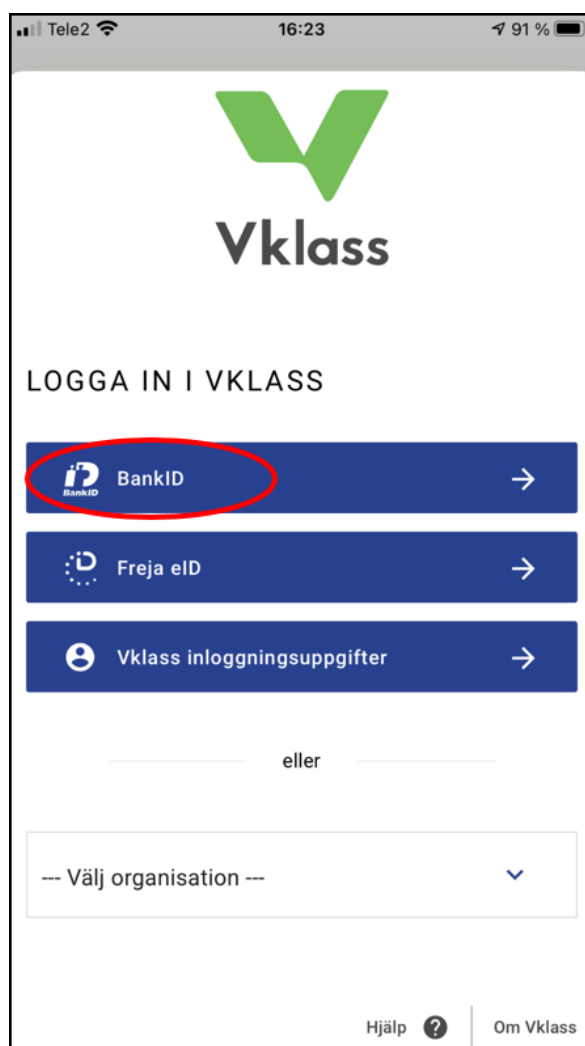 Tele2 16:23 91 %
Vklass
LOGGA IN I VKLASS
BankID BankID
Freja eID
Vklass inloggningsuppgifter
eller
--- Välj organisation ---
Hjälp ? Om Vklass